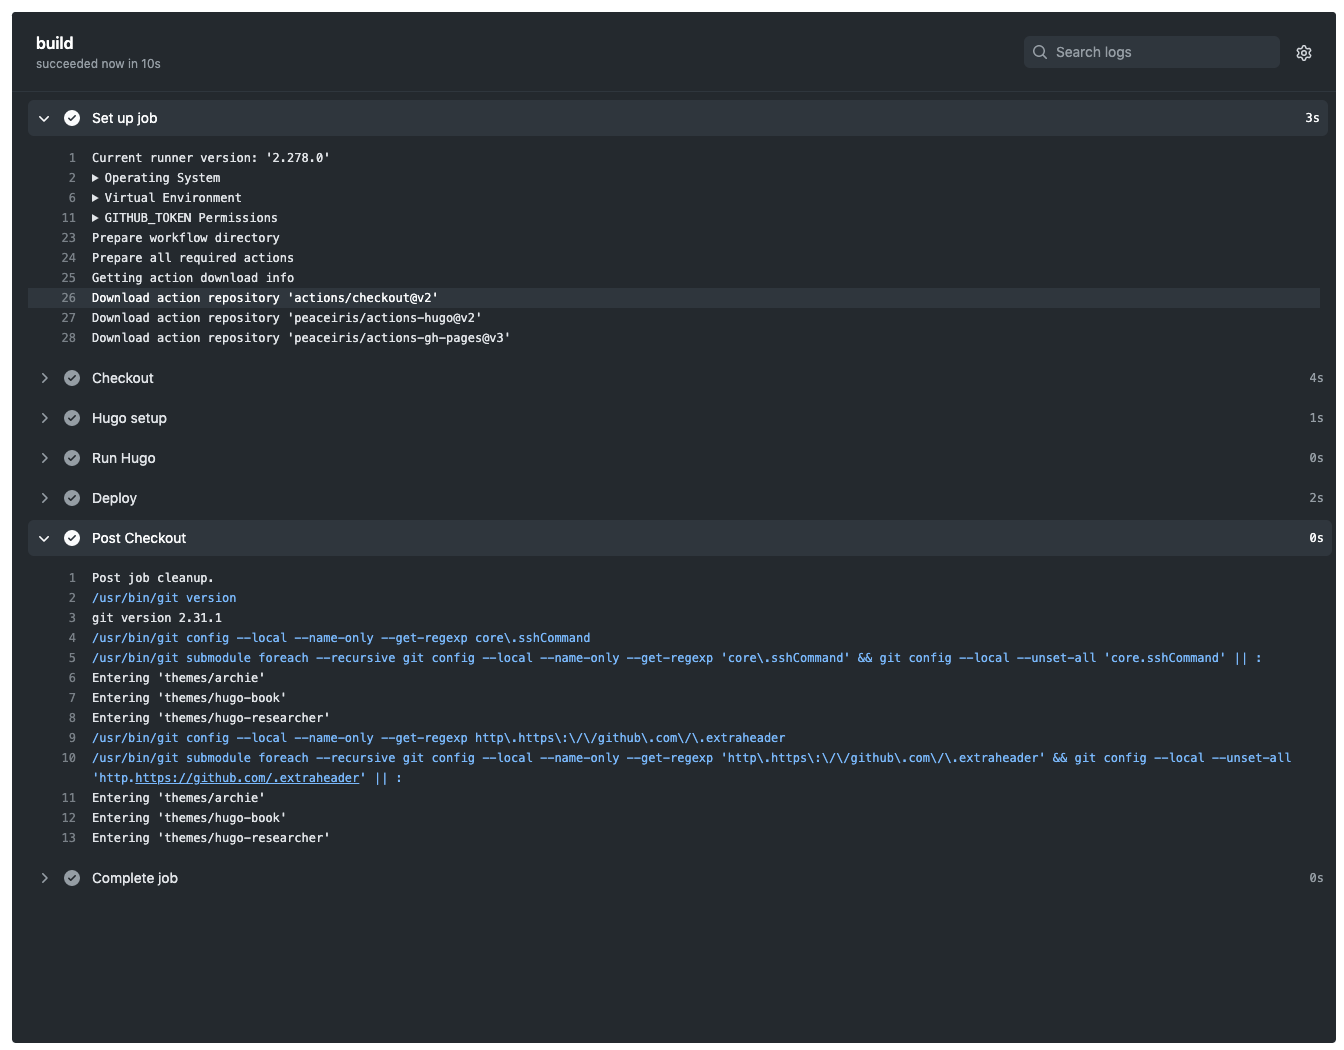 build
succeeded now in 10s
Search logs
Set up job 3s
1 Current runner version: '2.278.0'
2 ▶ Operating System
6 ▶ Virtual Environment
11 ▶ GITHUB_TOKEN Permissions
23 Prepare workflow directory
24 Prepare all required actions
25 Getting action download info
26 Download action repository 'actions/checkout@v2'
27 Download action repository 'peaceiris/actions-hugo@v2'
28 Download action repository 'peaceiris/actions-gh-pages@v3'
Checkout 4s
Hugo setup 1s
Run Hugo 0s
Deploy 2s
Post Checkout 0s
1 Post job cleanup.
2 /usr/bin/git version
3 git version 2.31.1
4 /usr/bin/git config --local --name-only --get-regexp core\.sshCommand
5 /usr/bin/git submodule foreach --recursive git config --local --name-only --get-regexp 'core\.sshCommand' && git config --local --unset-all 'core.sshCommand' || :
6 Entering 'themes/archie'
7 Entering 'themes/hugo-book'
8 Entering 'themes/hugo-researcher'
9 /usr/bin/git config --local --name-only --get-regexp http\.https\:\/\/github\.com\/\.extraheader
10 /usr/bin/git submodule foreach --recursive git config --local --name-only --get-regexp 'http\.https\:\/\/github\.com\/\.extraheader' && git config --local --unset-all
'http.https://github.com/.extraheader' || :
11 Entering 'themes/archie'
12 Entering 'themes/hugo-book'
13 Entering 'themes/hugo-researcher'
Complete job 0s